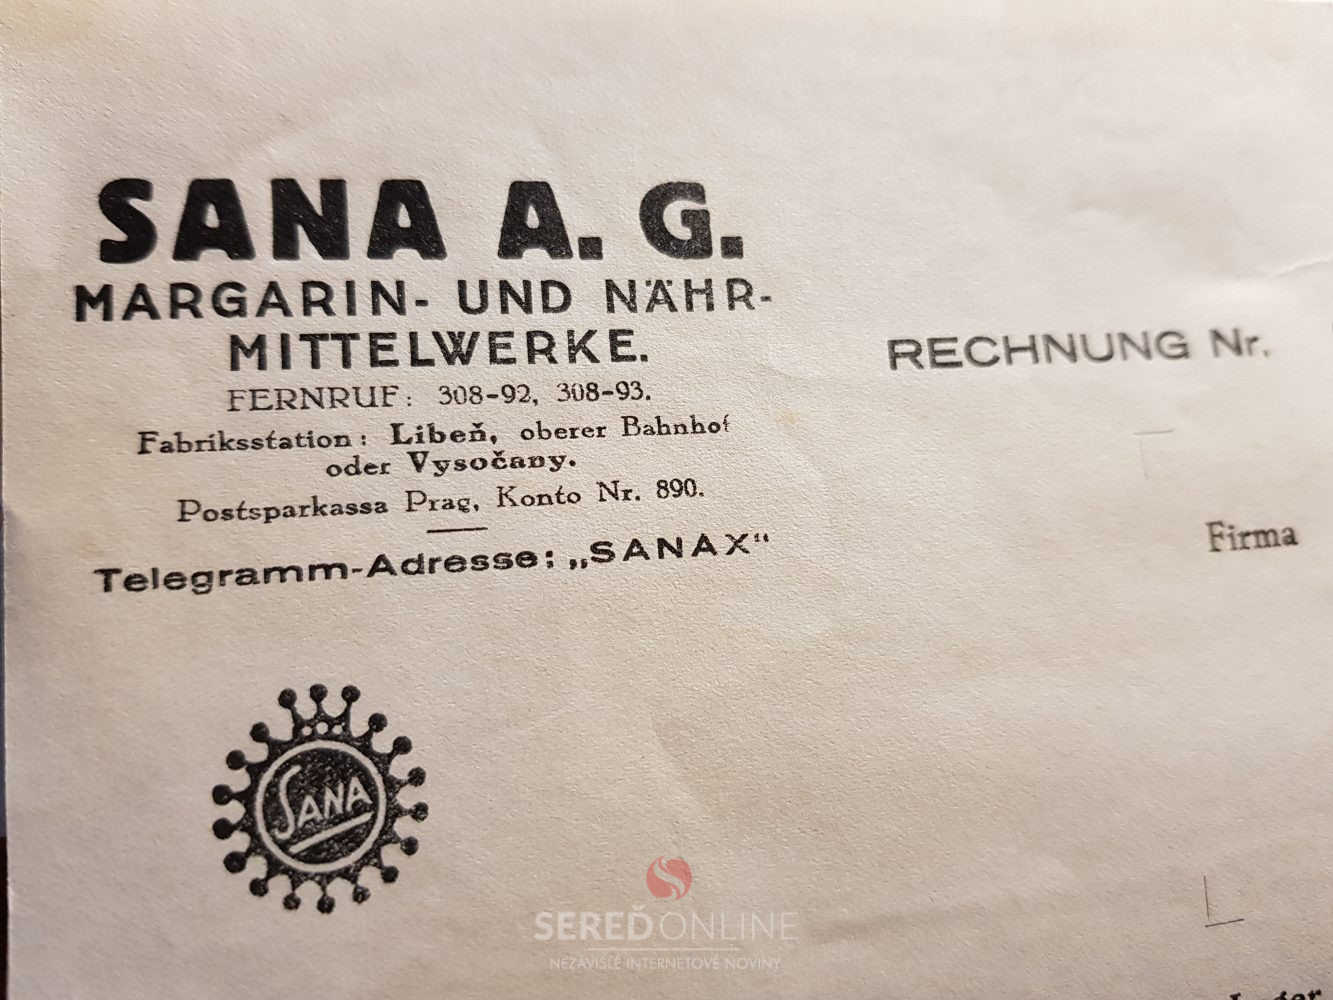 SANA A. G.
MARGARIN- UND NÄHR-
MITTELWERKE.
FERNRUF: 308-92, 308-93.
Fabriksstation: Libeň, oberer Bahnhof
oder Vysočany.
Postsparkassa Prag, Konto Nr. 890.
Telegramm-Adresse: „SANAX“
RECHNUNG Nr.
Firma
SANA
SEREĎONLINE
NEZÁVISLÉ INTERNETOVÉ NOVINY